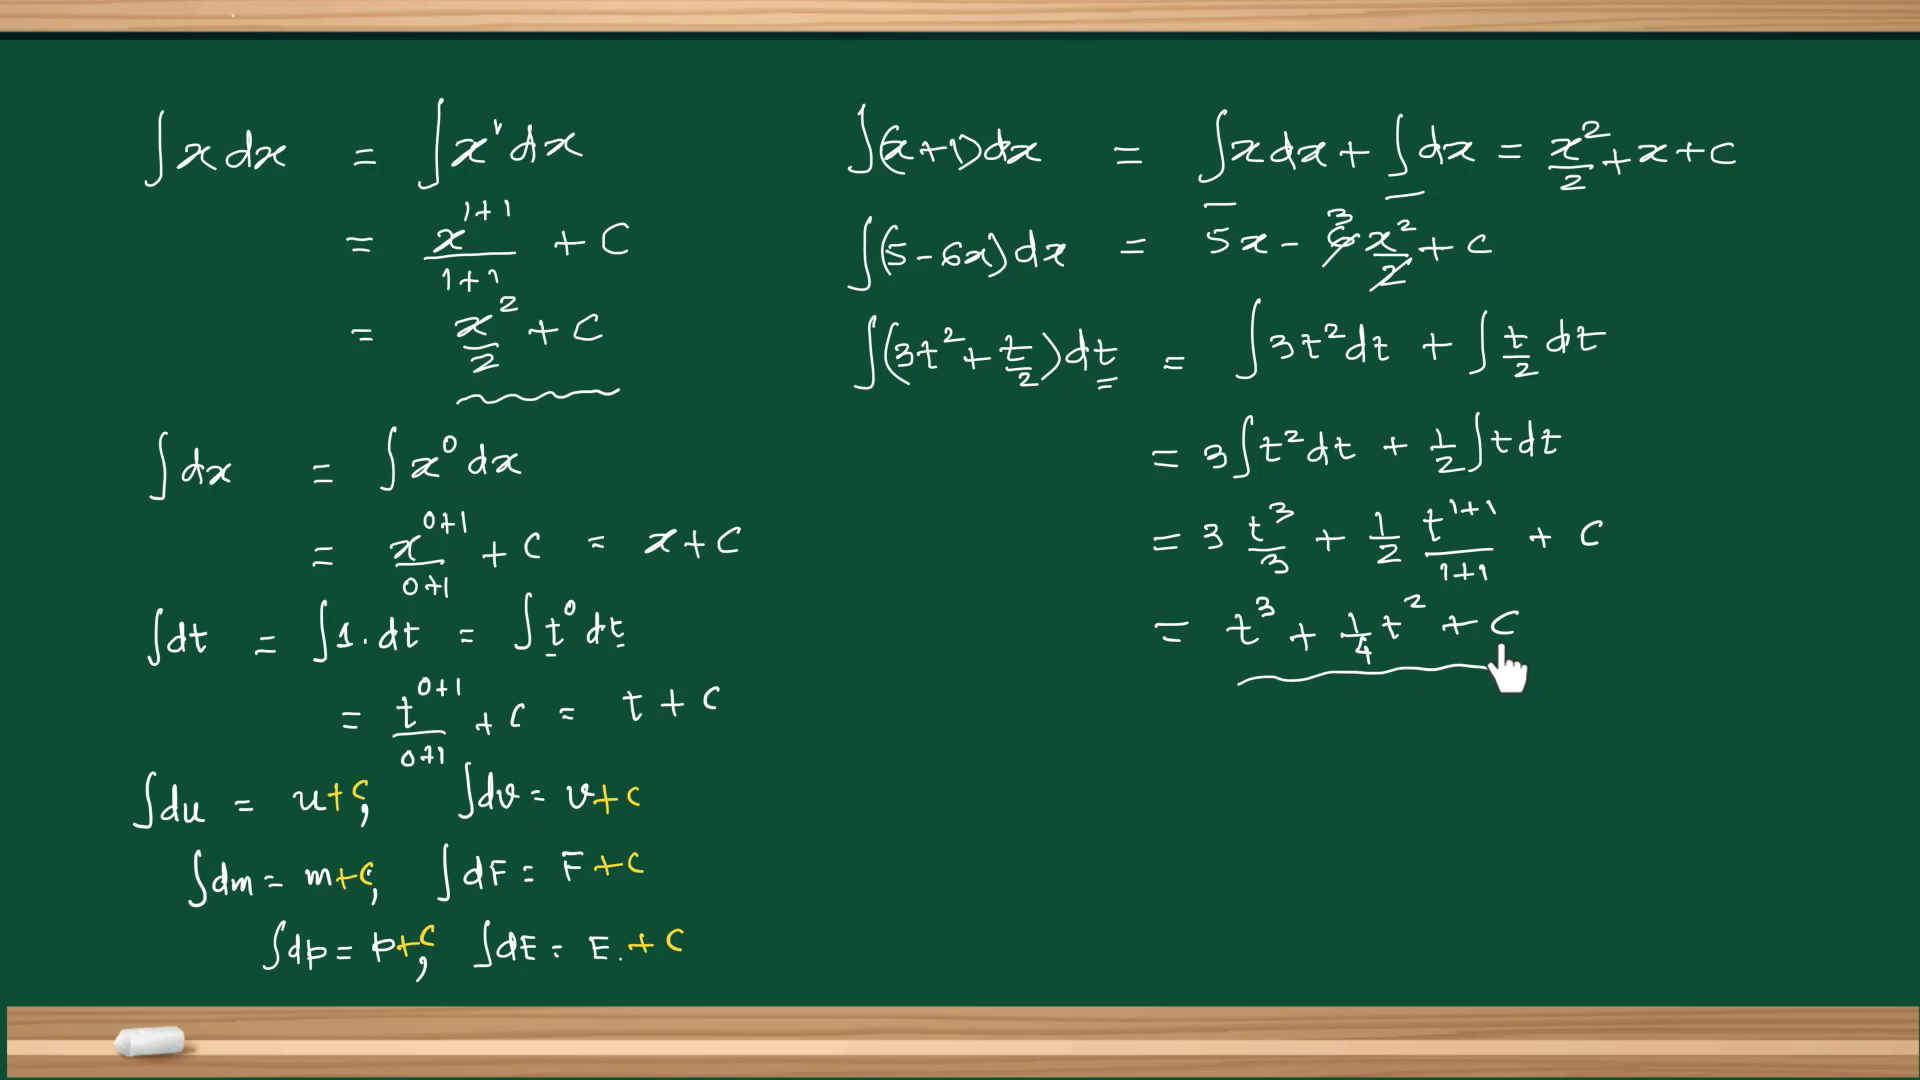 ∫x dx = ∫x¹ dx
= x^(1+1)/(1+1) + C
= x²/2 + C
∫dx = ∫x⁰ dx
= x^(0+1)/(0+1) + C = x + C
∫dt = ∫1.dt = ∫t⁰ dt
= t^(0+1)/(0+1) + C = t + C
∫du = u + C, ∫dv = v + C
∫dm = m + C, ∫dF = F + C
∫dp = p + C, ∫dE = E. + C
∫(x+1)dx = ∫x dx + ∫dx = x²/2 + x + C
∫(5-6x)dx = 5x - 6 3 x²/2 + C
∫(3t² + t/2)dt = ∫3t² dt + ∫t/2 dt
= 3∫t² dt + 1/2 ∫t dt
= 3 t³/3 + 1/2 t^(1+1)/(1+1) + C
= t³ + 1/4 t² + C